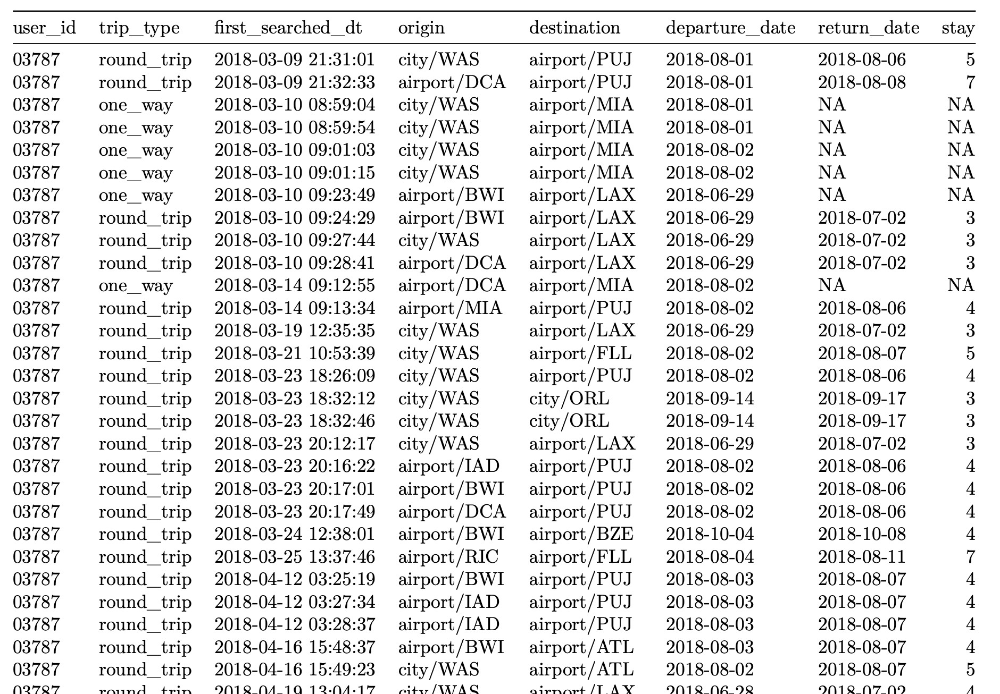 user_id trip_type first_searched_dt origin destination departure_date return_date stay
03787 round_trip 2018-03-09 21:31:01 city/WAS airport/PUJ 2018-08-01 2018-08-06 5
03787 round_trip 2018-03-09 21:32:33 airport/DCA airport/PUJ 2018-08-01 2018-08-08 7
03787 one_way 2018-03-10 08:59:04 city/WAS airport/MIA 2018-08-01 NA NA
03787 one_way 2018-03-10 08:59:54 city/WAS airport/MIA 2018-08-01 NA NA
03787 one_way 2018-03-10 09:01:03 city/WAS airport/MIA 2018-08-02 NA NA
03787 one_way 2018-03-10 09:01:15 city/WAS airport/MIA 2018-08-02 NA NA
03787 one_way 2018-03-10 09:23:49 airport/BWI airport/LAX 2018-06-29 NA NA
03787 round_trip 2018-03-10 09:24:29 airport/BWI airport/LAX 2018-06-29 2018-07-02 3
03787 round_trip 2018-03-10 09:27:44 city/WAS airport/LAX 2018-06-29 2018-07-02 3
03787 round_trip 2018-03-10 09:28:41 airport/DCA airport/LAX 2018-06-29 2018-07-02 3
03787 one_way 2018-03-14 09:12:55 airport/DCA airport/MIA 2018-08-02 NA NA
03787 round_trip 2018-03-14 09:13:34 airport/MIA airport/PUJ 2018-08-02 2018-08-06 4
03787 round_trip 2018-03-19 12:35:35 city/WAS airport/LAX 2018-06-29 2018-07-02 3
03787 round_trip 2018-03-21 10:53:39 city/WAS airport/FLL 2018-08-02 2018-08-07 5
03787 round_trip 2018-03-23 18:26:09 city/WAS airport/PUJ 2018-08-02 2018-08-06 4
03787 round_trip 2018-03-23 18:32:12 city/WAS city/ORL 2018-09-14 2018-09-17 3
03787 round_trip 2018-03-23 18:32:46 city/WAS city/ORL 2018-09-14 2018-09-17 3
03787 round_trip 2018-03-23 20:12:17 city/WAS airport/LAX 2018-06-29 2018-07-02 3
03787 round_trip 2018-03-23 20:16:22 airport/IAD airport/PUJ 2018-08-02 2018-08-06 4
03787 round_trip 2018-03-23 20:17:01 airport/BWI airport/PUJ 2018-08-02 2018-08-06 4
03787 round_trip 2018-03-23 20:17:49 airport/DCA airport/PUJ 2018-08-02 2018-08-06 4
03787 round_trip 2018-03-24 12:38:01 airport/BWI airport/BZE 2018-10-04 2018-10-08 4
03787 round_trip 2018-03-25 13:37:46 airport/RIC airport/FLL 2018-08-04 2018-08-11 7
03787 round_trip 2018-04-12 03:25:19 airport/BWI airport/PUJ 2018-08-03 2018-08-07 4
03787 round_trip 2018-04-12 03:27:34 airport/IAD airport/PUJ 2018-08-03 2018-08-07 4
03787 round_trip 2018-04-12 03:28:37 airport/IAD airport/PUJ 2018-08-03 2018-08-07 4
03787 round_trip 2018-04-16 15:48:37 airport/BWI airport/ATL 2018-08-03 2018-08-07 4
03787 round_trip 2018-04-16 15:49:23 city/WAS airport/ATL 2018-08-02 2018-08-07 5
03787 round_trip 2018-04-19 13:04:17 city/WAS airport/LAX 2018-06-28 2018-07-02 4